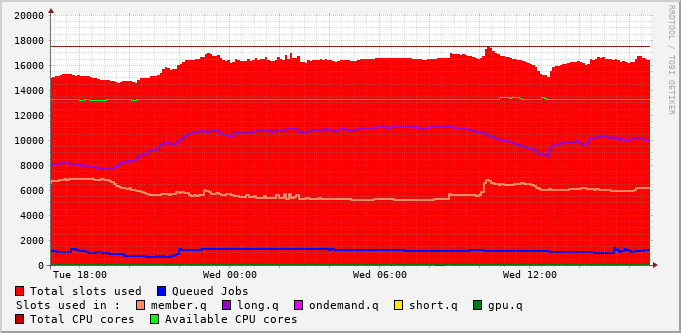 RRDTOOL / TOBI OETIKER
20000
18000
16000
14000
12000
10000
8000
6000
4000
2000
0
Tue 18:00 Wed 00:00 Wed 06:00 Wed 12:00
Total slots used Queued Jobs
Slots used in : member.q long.q ondemand.q short.q gpu.q
Total CPU cores Available CPU cores